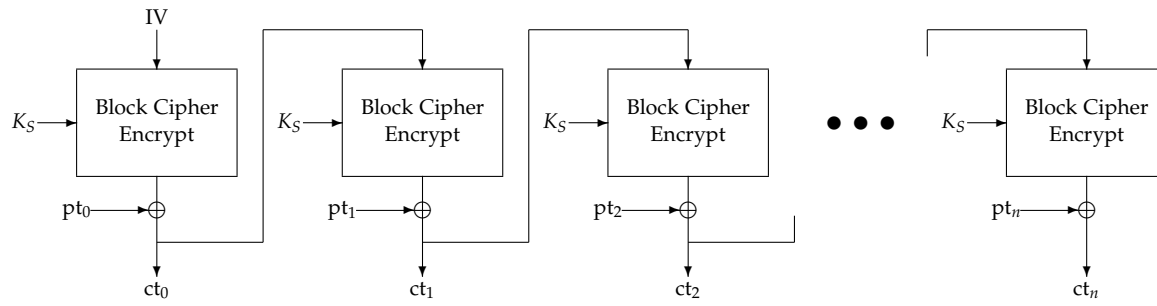 IV
K_S Block Cipher Encrypt
K_S Block Cipher Encrypt
K_S Block Cipher Encrypt
K_S Block Cipher Encrypt
pt_0
pt_1
pt_2
pt_n
ct_0
ct_1
ct_2
ct_n